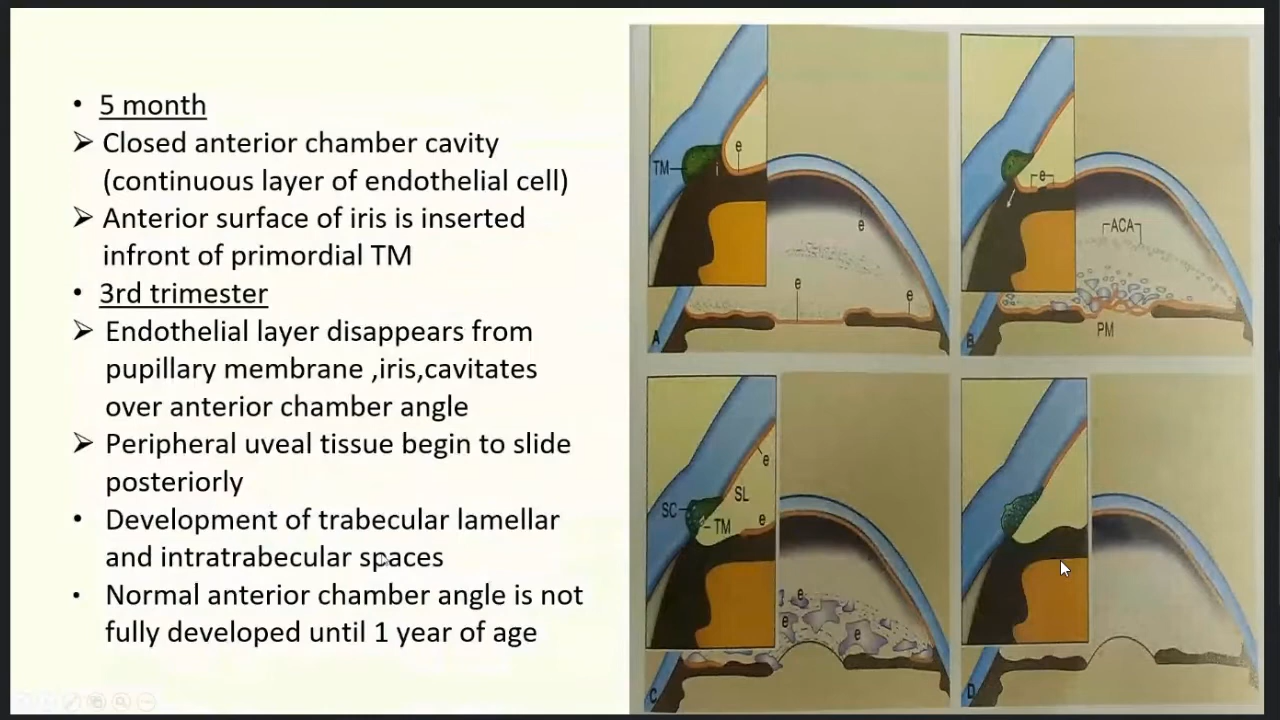 • 5 month
➢ Closed anterior chamber cavity
(continuous layer of endothelial cell)
➢ Anterior surface of iris is inserted
infront of primordial TM
• 3rd trimester
➢ Endothelial layer disappears from
pupillary membrane ,iris,cavitates
over anterior chamber angle
➢ Peripheral uveal tissue begin to slide
posteriorly
• Development of trabecular lamellar
and intratrabecular spaces
• Normal anterior chamber angle is not
fully developed until 1 year of age
TM
i
e
e
e
e
A
e
ACA
PM
B
SC
TM
SL
e
e
e
e
e
C
D